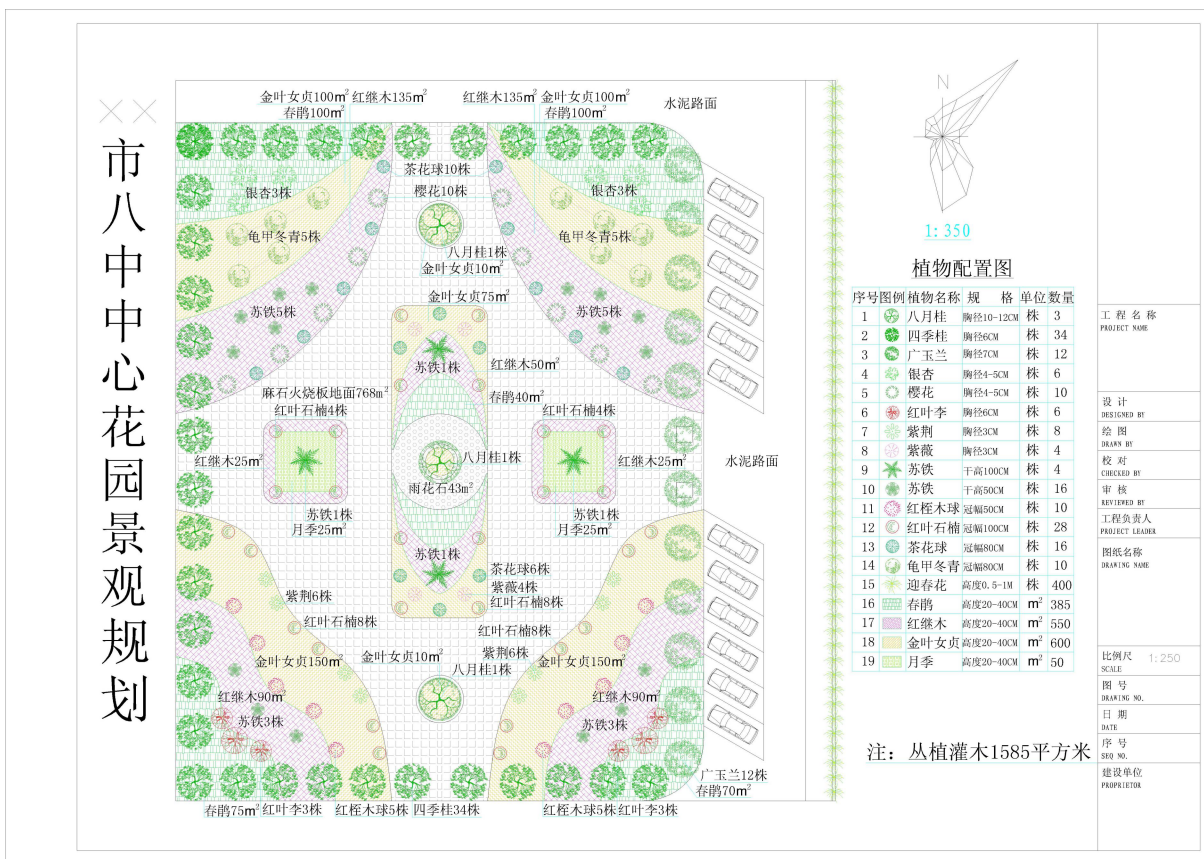 ××
市八中中心花园景观规划
金叶女贞100m²
红继木135m²
春鹃100m²
红继木135m²
金叶女贞100m²
春鹃100m²
水泥路面
茶花球10株
樱花10株
银杏3株
银杏3株
龟甲冬青5株
龟甲冬青5株
八月桂1株
金叶女贞10m²
金叶女贞75m²
苏铁5株
苏铁5株
苏铁1株
红继木50m²
麻石火烧板地面768m²
春鹃40m²
红叶石楠4株
红叶石楠4株
红继木25m²
八月桂1株
红继木25m²
水泥路面
雨花石43m²
苏铁1株
月季25m²
苏铁1株
月季25m²
苏铁1株
茶花球6株
紫薇4株
红叶石楠8株
紫荆6株
红叶石楠8株
红叶石楠8株
紫荆6株
金叶女贞150m²
金叶女贞10m²
八月桂1株
金叶女贞150m²
红继木90m²
红继木90m²
苏铁3株
苏铁3株
广玉兰12株
春鹃70m²
春鹃75m²
红叶李3株
红桎木球5株
四季桂34株
红桎木球5株
红叶李3株
N
1:350
植物配置图
序号 图例 植物名称 规 格 单位 数量
1 八月桂 胸径10-12CM 株 3
2 四季桂 胸径6CM 株 34
3 广玉兰 胸径7CM 株 12
4 银杏 胸径4-5CM 株 6
5 樱花 胸径4-5CM 株 10
6 红叶李 胸径6CM 株 6
7 紫荆 胸径3CM 株 8
8 紫薇 胸径3CM 株 4
9 苏铁 干高100CM 株 4
10 苏铁 干高50CM 株 16
11 红桎木球 冠幅50CM 株 10
12 红叶石楠 冠幅100CM 株 28
13 茶花球 冠幅80CM 株 16
14 龟甲冬青 冠幅80CM 株 10
15 迎春花 高度0.5-1M 株 400
16 春鹃 高度20-40CM m² 385
17 红继木 高度20-40CM m² 550
18 金叶女贞 高度20-40CM m² 600
19 月季 高度20-40CM m² 50
注：丛植灌木1585平方米
工程名称
PROJECT NAME
设计
DESIGNED BY
绘图
DRAWN BY
校对
CHECKED BY
审核
REVIEWED BY
工程负责人
PROJECT LEADER
图纸名称
DRAWING NAME
比例尺 1:250
SCALE
图号
DRAWING NO.
日期
DATE
序号
SEQ NO.
建设单位
PROPRIETOR